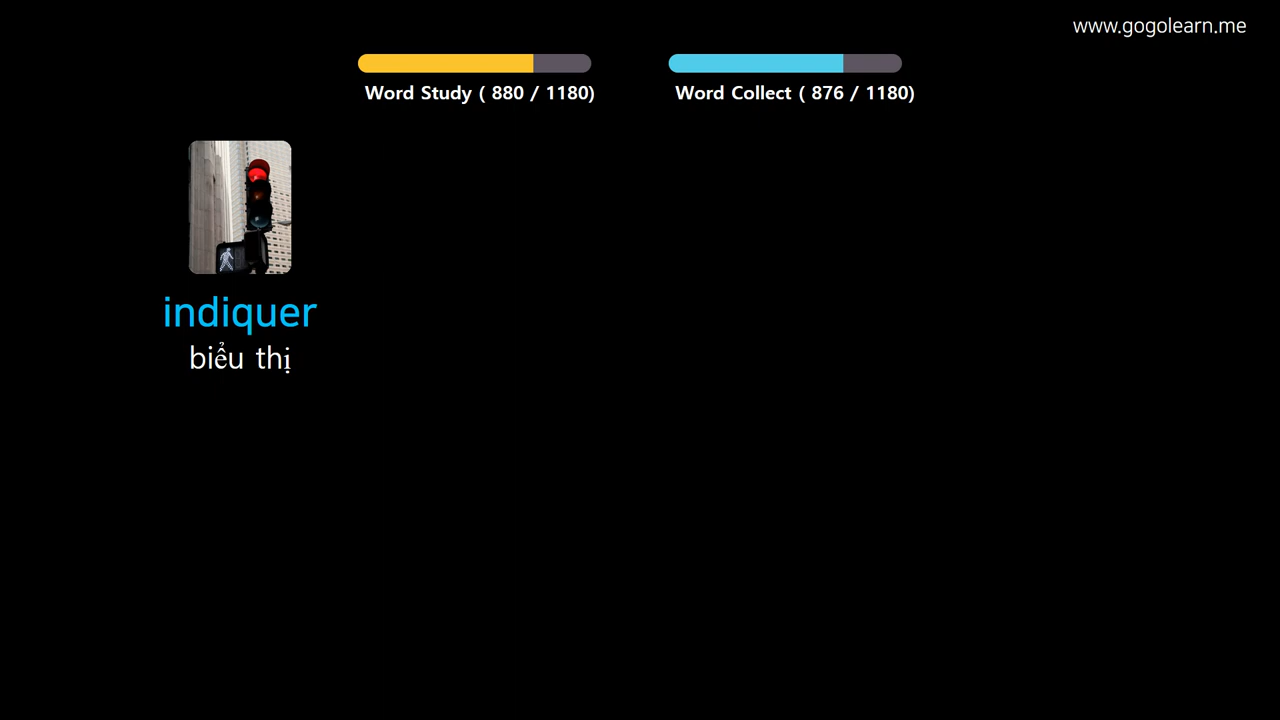 www.gogolearn.me
Word Study ( 880 / 1180)
Word Collect ( 876 / 1180)
indiquer
biểu thị